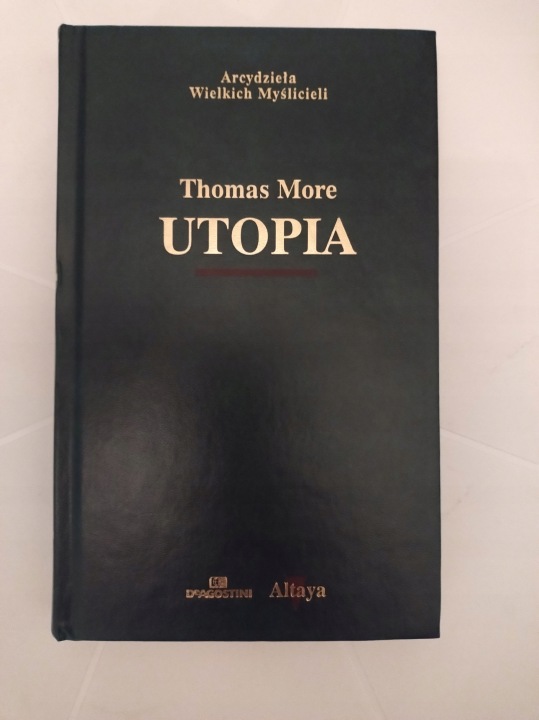 Arcydzieła
Wielkich Myślicieli
Thomas More
UTOPIA
DeAGOSTINI Altaya